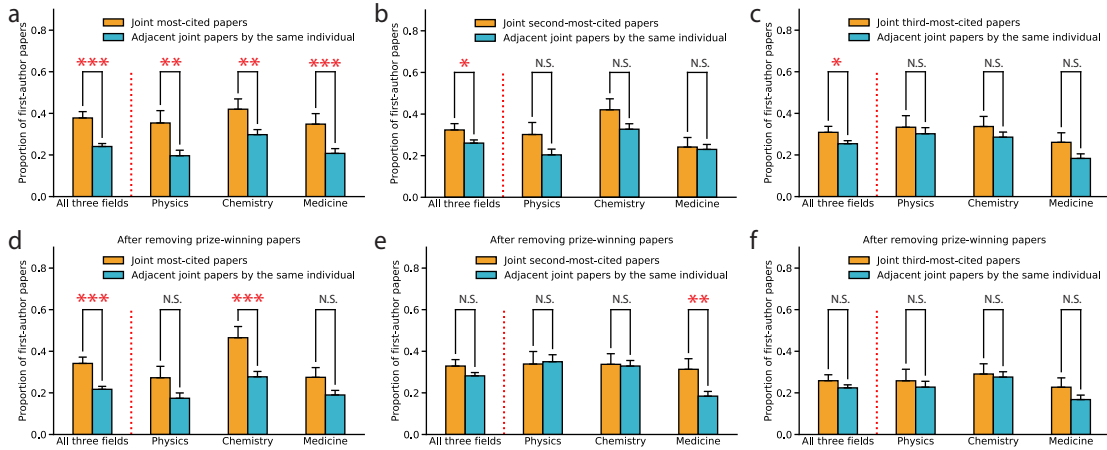 a
Joint most-cited papers
Adjacent joint papers by the same individual
Proportion of first-author papers
0.8
0.6
0.4
0.2
0.0
***
**
**
***
All three fields
Physics
Chemistry
Medicine
b
Joint second-most-cited papers
Adjacent joint papers by the same individual
Proportion of first-author papers
0.8
0.6
0.4
0.2
0.0
*
N.S.
N.S.
N.S.
All three fields
Physics
Chemistry
Medicine
c
Joint third-most-cited papers
Adjacent joint papers by the same individual
Proportion of first-author papers
0.8
0.6
0.4
0.2
0.0
*
N.S.
N.S.
N.S.
All three fields
Physics
Chemistry
Medicine
d
After removing prize-winning papers
Joint most-cited papers
Adjacent joint papers by the same individual
Proportion of first-author papers
0.8
0.6
0.4
0.2
0.0
***
N.S.
***
N.S.
All three fields
Physics
Chemistry
Medicine
e
After removing prize-winning papers
Joint second-most-cited papers
Adjacent joint papers by the same individual
Proportion of first-author papers
0.8
0.6
0.4
0.2
0.0
N.S.
N.S.
N.S.
**
All three fields
Physics
Chemistry
Medicine
f
After removing prize-winning papers
Joint third-most-cited papers
Adjacent joint papers by the same individual
Proportion of first-author papers
0.8
0.6
0.4
0.2
0.0
N.S.
N.S.
N.S.
N.S.
All three fields
Physics
Chemistry
Medicine